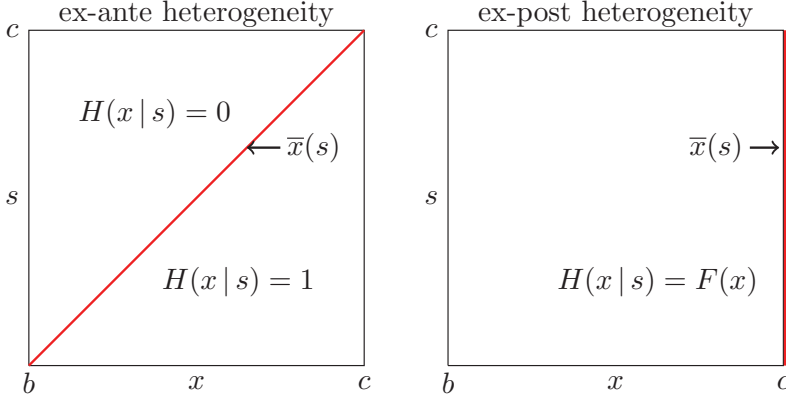 ex-ante heterogeneity
c
H(x | s) = 0
x̅(s)
s
H(x | s) = 1
b
x
c
ex-post heterogeneity
c
x̅(s)
s
H(x | s) = F(x)
b
x
c